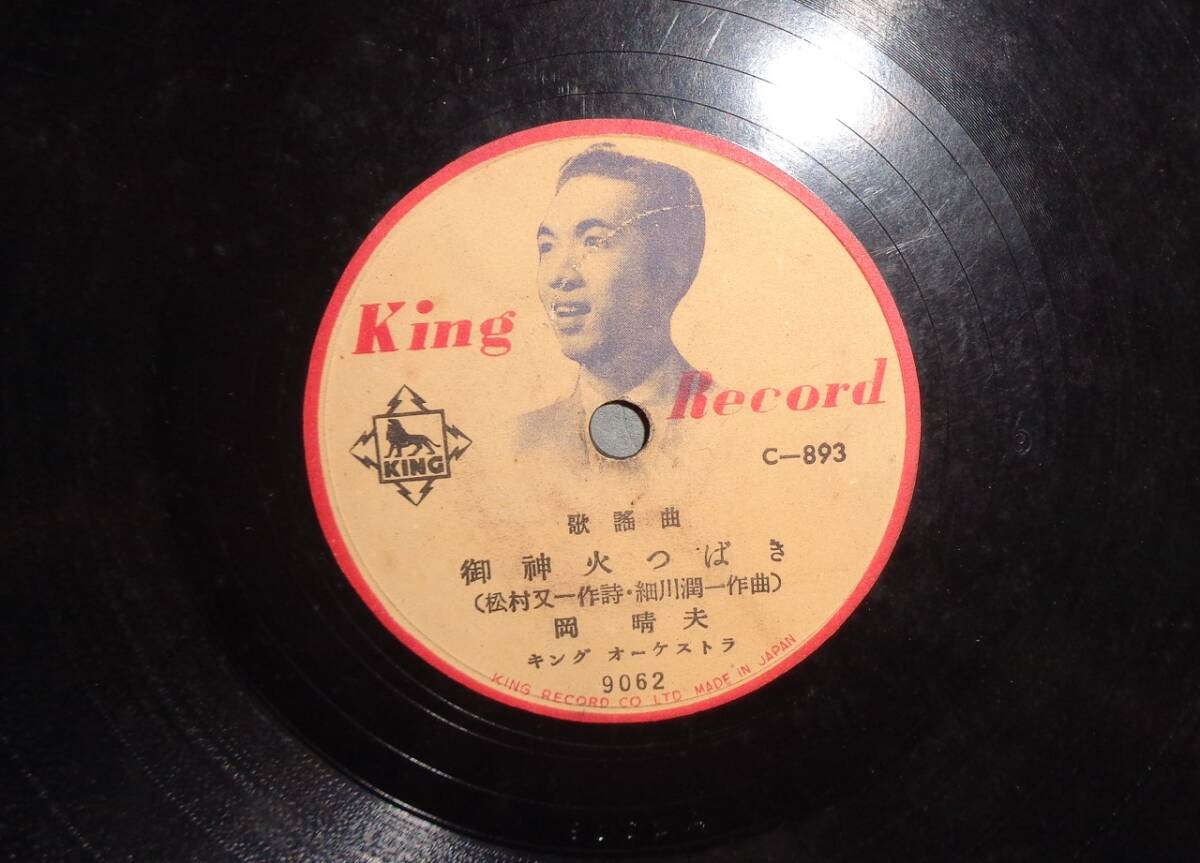 King
Record
KING
C-893
歌謡曲
御神火つばき
(松村又一作詩・細川潤一作曲)
岡晴夫
キング オーケストラ
9062
KING RECORD CO LTD MADE IN JAPAN